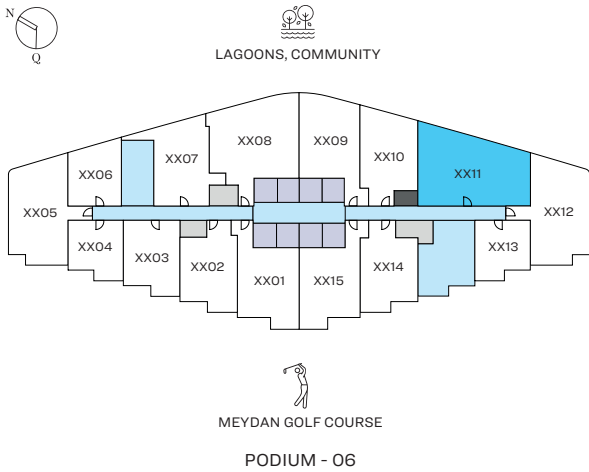 N
Q
LAGOONS, COMMUNITY
XX08
XX09
XX07
XX10
XX06
XX11
XX05
XX12
XX04
XX03
XX02
XX01
XX15
XX14
XX13
MEYDAN GOLF COURSE
PODIUM - 06